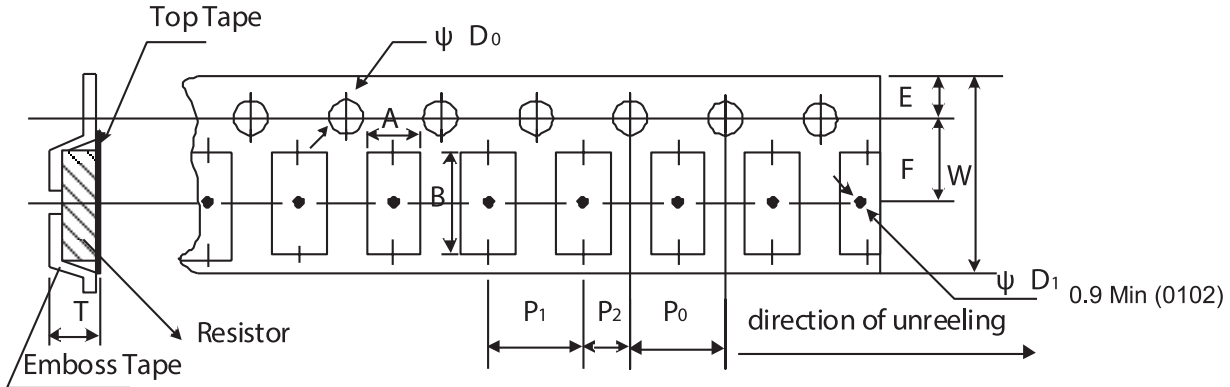 Top Tape
ψ D₀
E
A
F
W
B
ψ D₁ 0.9 Min (0102)
T
P₁
P₂
P₀
direction of unreeling
Resistor
Emboss Tape